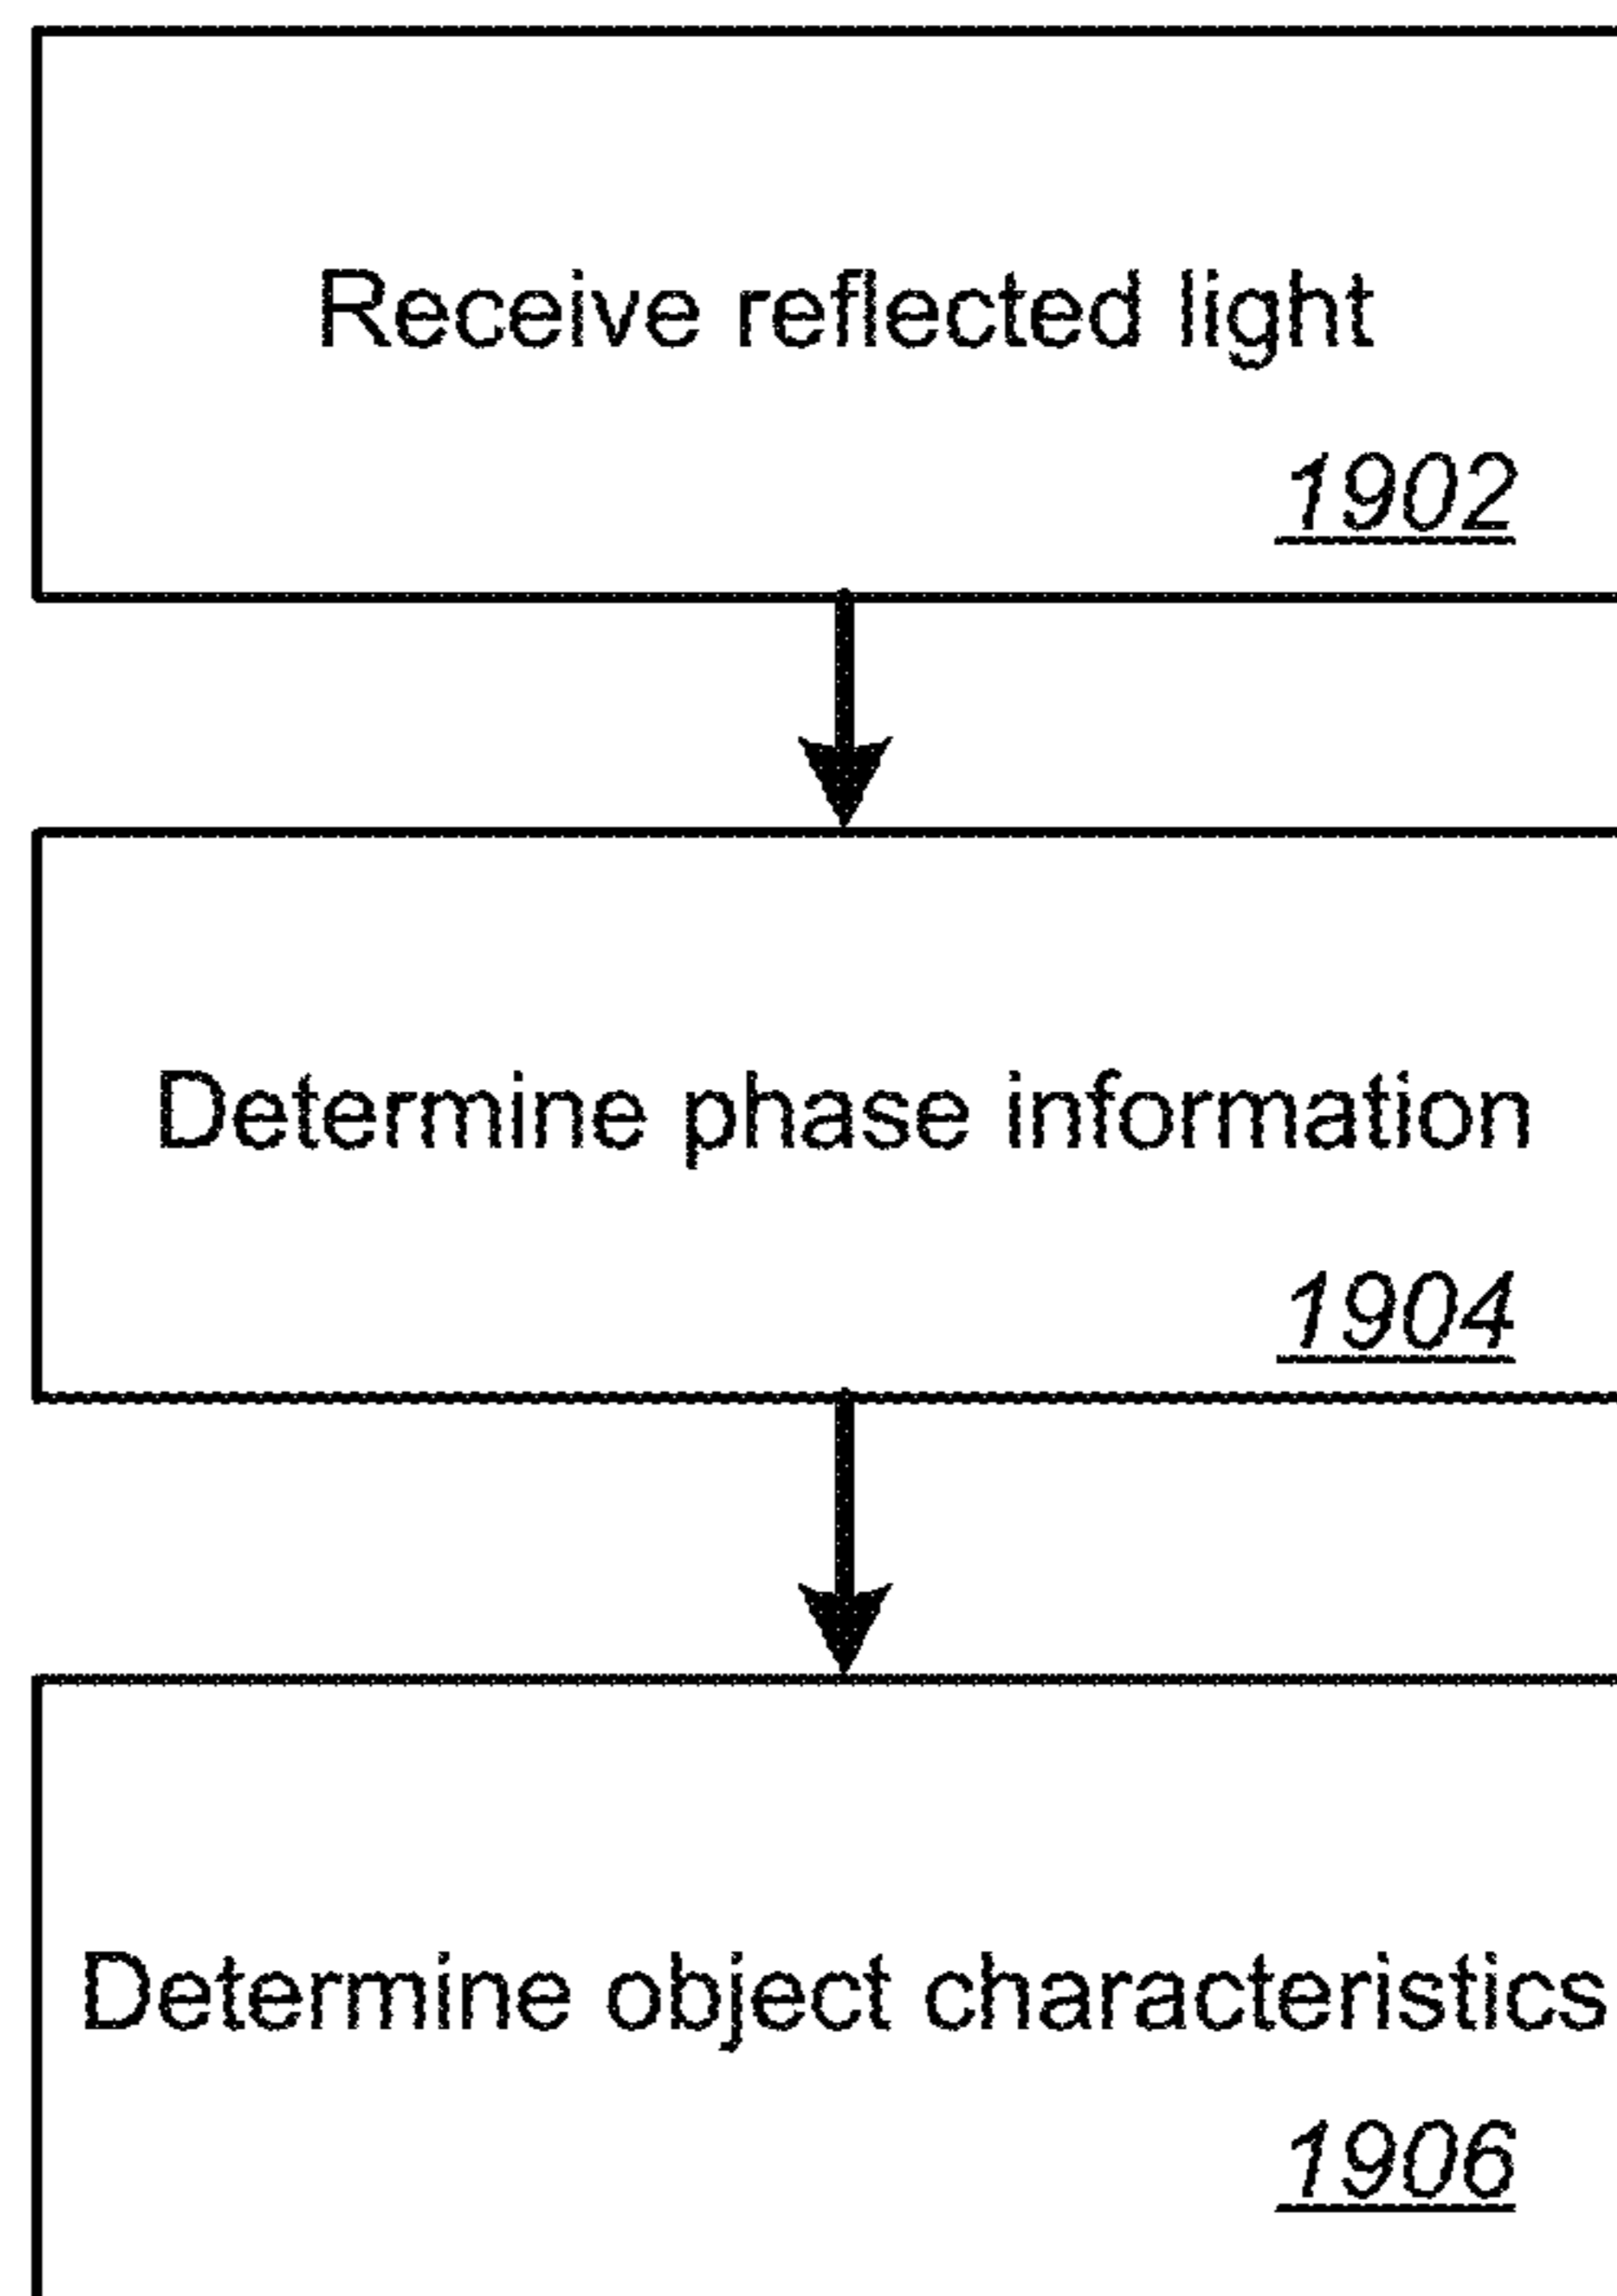 Receive reflected light
1902
Determine phase information
1904
Determine object characteristics
1906